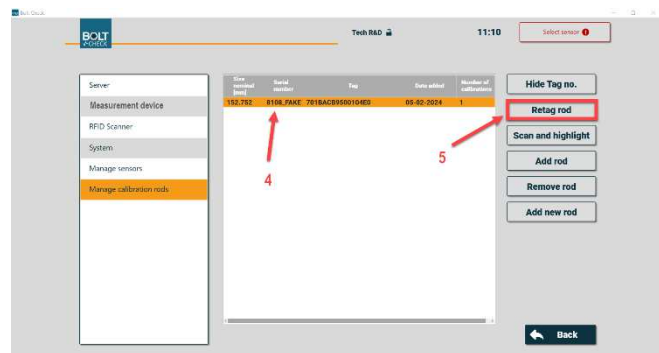 Bolt Check
BOLT
CHECK
Tech R&D
11:10
Select sensor
Server
Measurement device
RFID Scanner
System
Manage sensors
Manage calibration rods
Size nominal [mm] Serial number Tag Date added Number of calibrations
152.752 8108_FAKE 781BACB9500104E0 05-02-2024 1
4
5
Hide Tag no.
Retag rod
Scan and highlight
Add rod
Remove rod
Add new rod
Back